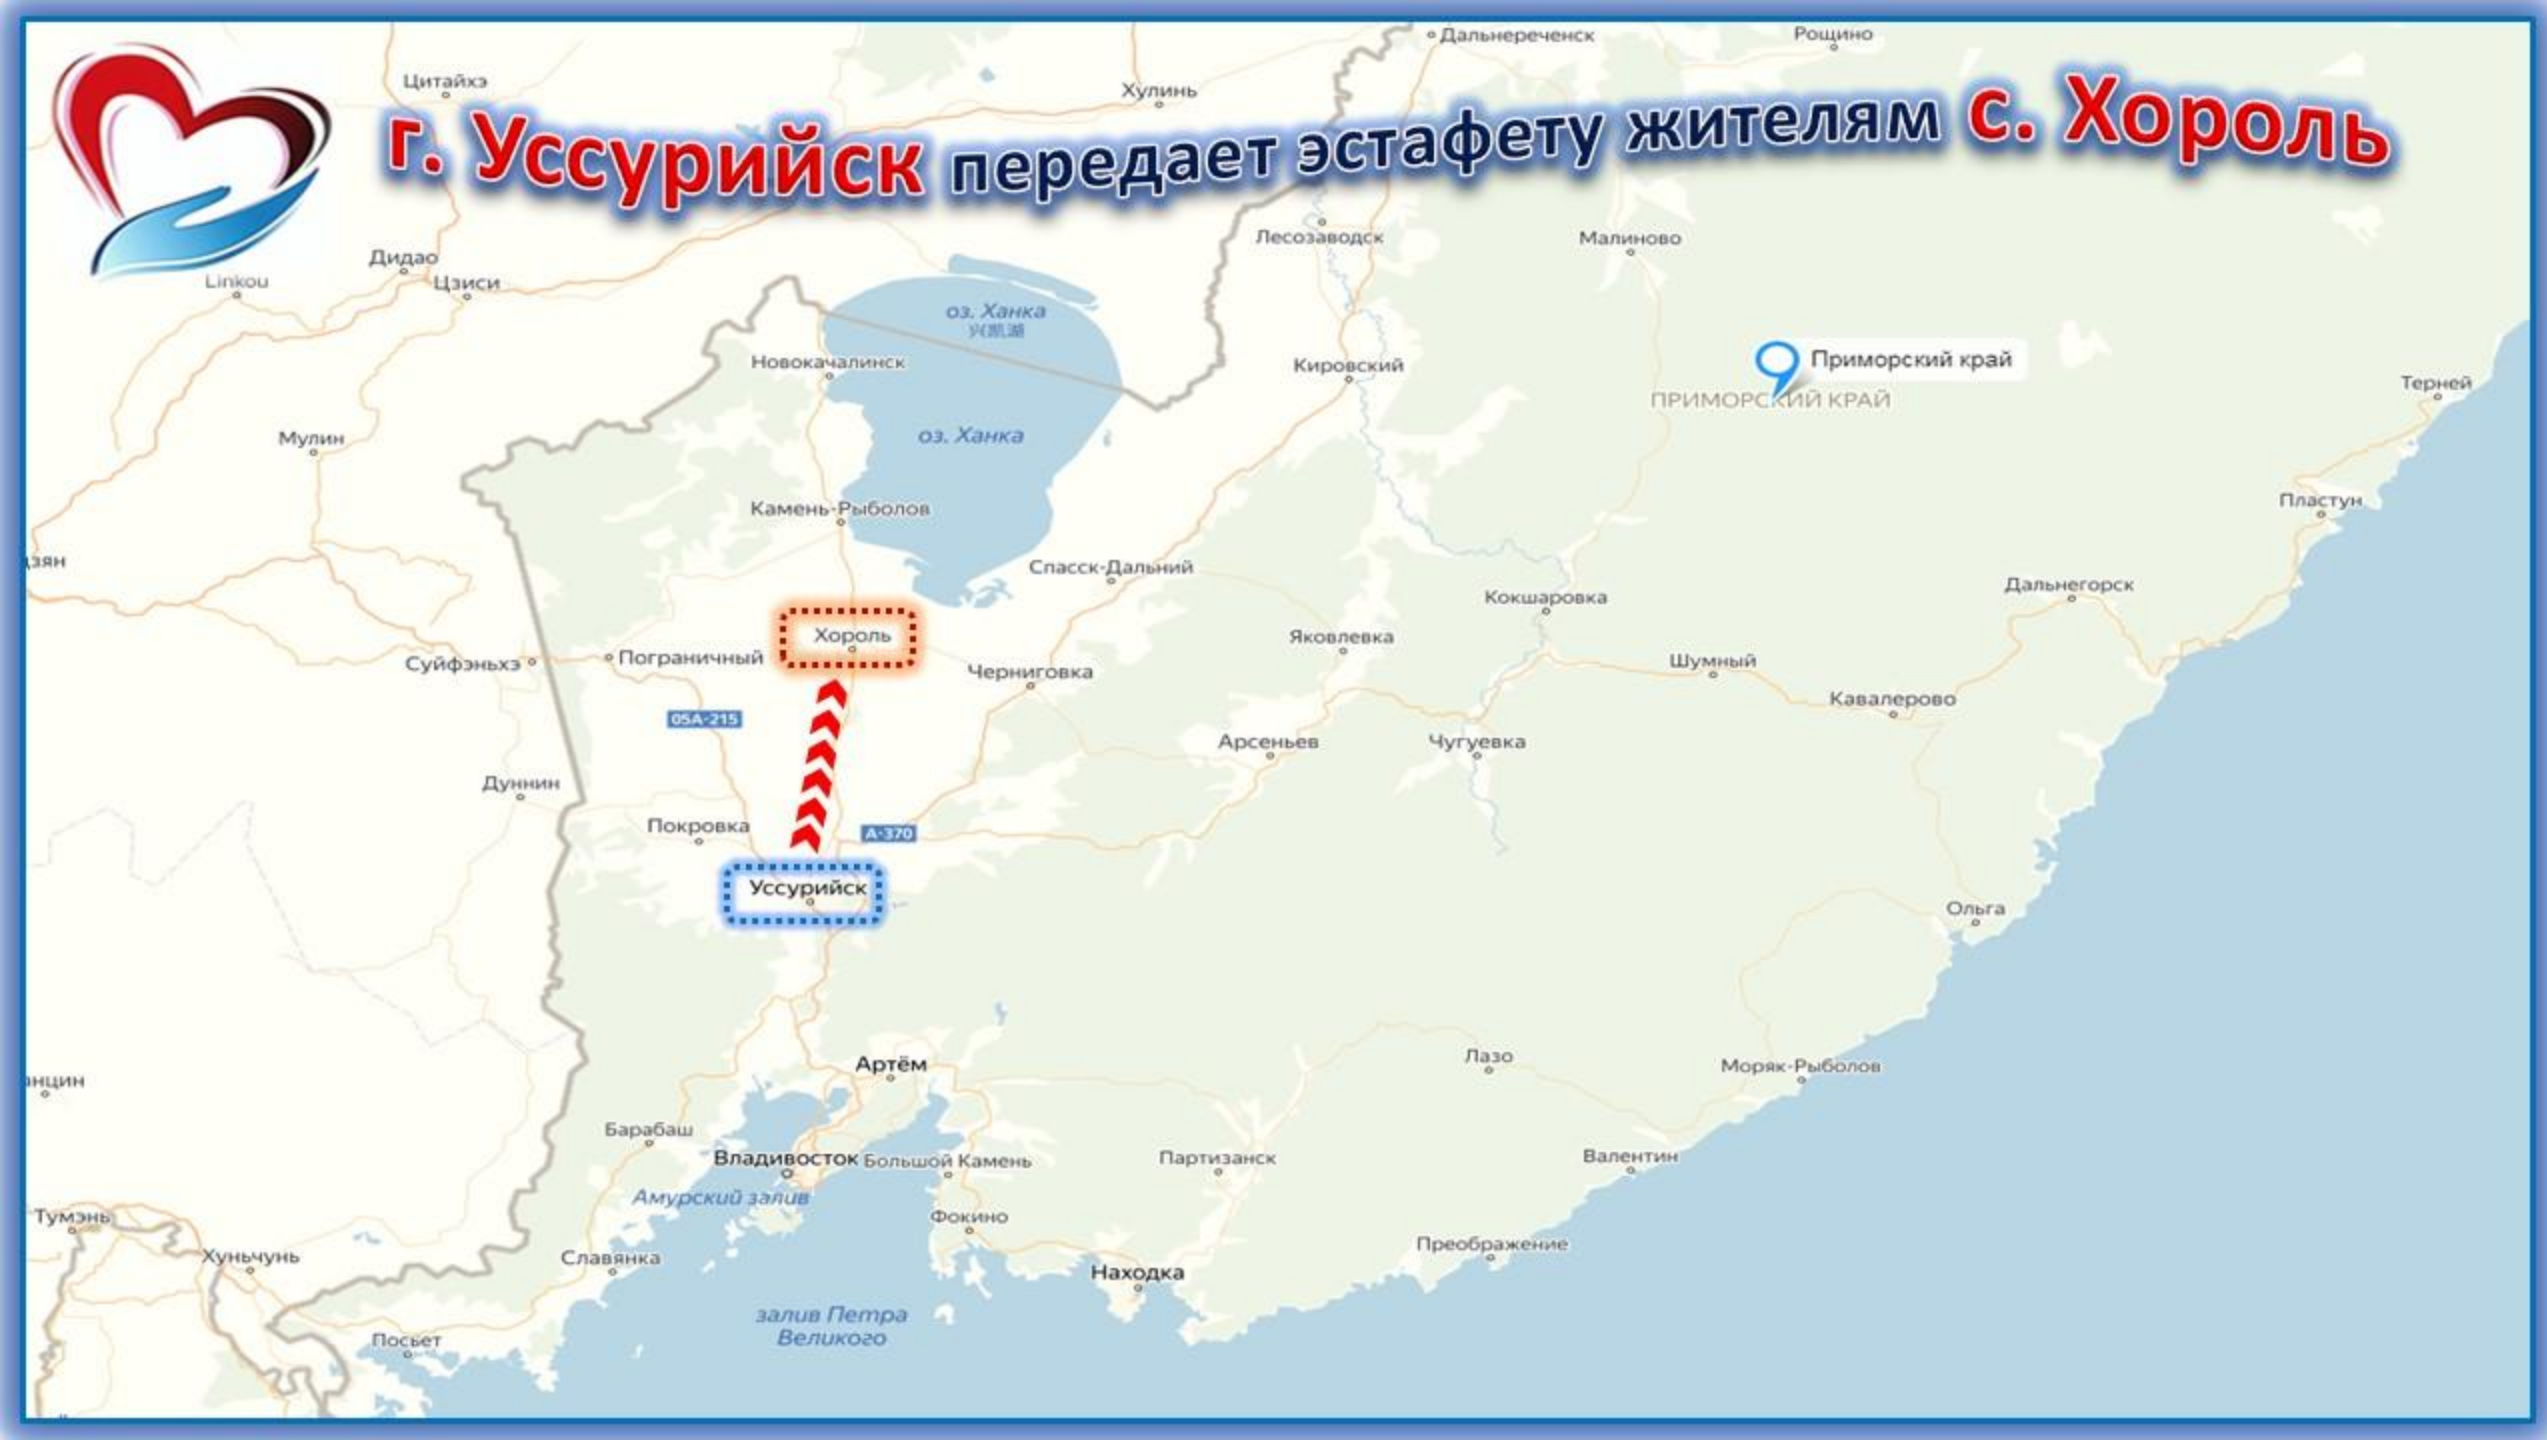 г. Уссурийск передает эстафету жителям с. Хороль
Дальнереченск
Рощино
Цитайхэ
Хулинь
Лесозаводск
Малиново
Дидао
Linkou
Цзиси
оз. Ханка
兴凯湖
Новокачалинск
Кировский
Приморский край
ПРИМОРСКИЙ КРАЙ
Терней
Мулин
оз. Ханка
Камень-Рыболов
Пластун
Спасск-Дальний
Дальнегорск
Кокшаровка
Хороль
Яковлевка
Суйфэньхэ
Пограничный
Черниговка
Шумный
Кавалерово
05А-215
Арсеньев
Чугуевка
Дуннин
Покровка
А-370
Уссурийск
Ольга
Артём
Лазо
Моряк-Рыболов
Барабаш
Владивосток
Большой Камень
Партизанск
Валентин
Амурский залив
Тумэнь
Фокино
Хуньчунь
Славянка
Преображение
Находка
залив Петра
Великого
Посьет